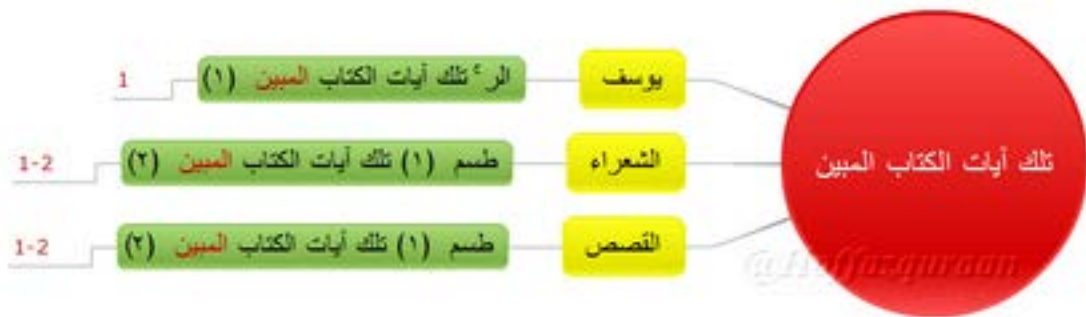 تلك آيات الكتاب المبين
يوسف
الر ۚ تلك آيات الكتاب المبين (١)
1
الشعراء
طسم (١) تلك آيات الكتاب المبين (٢)
1-2
القصص
طسم (١) تلك آيات الكتاب المبين (٢)
1-2